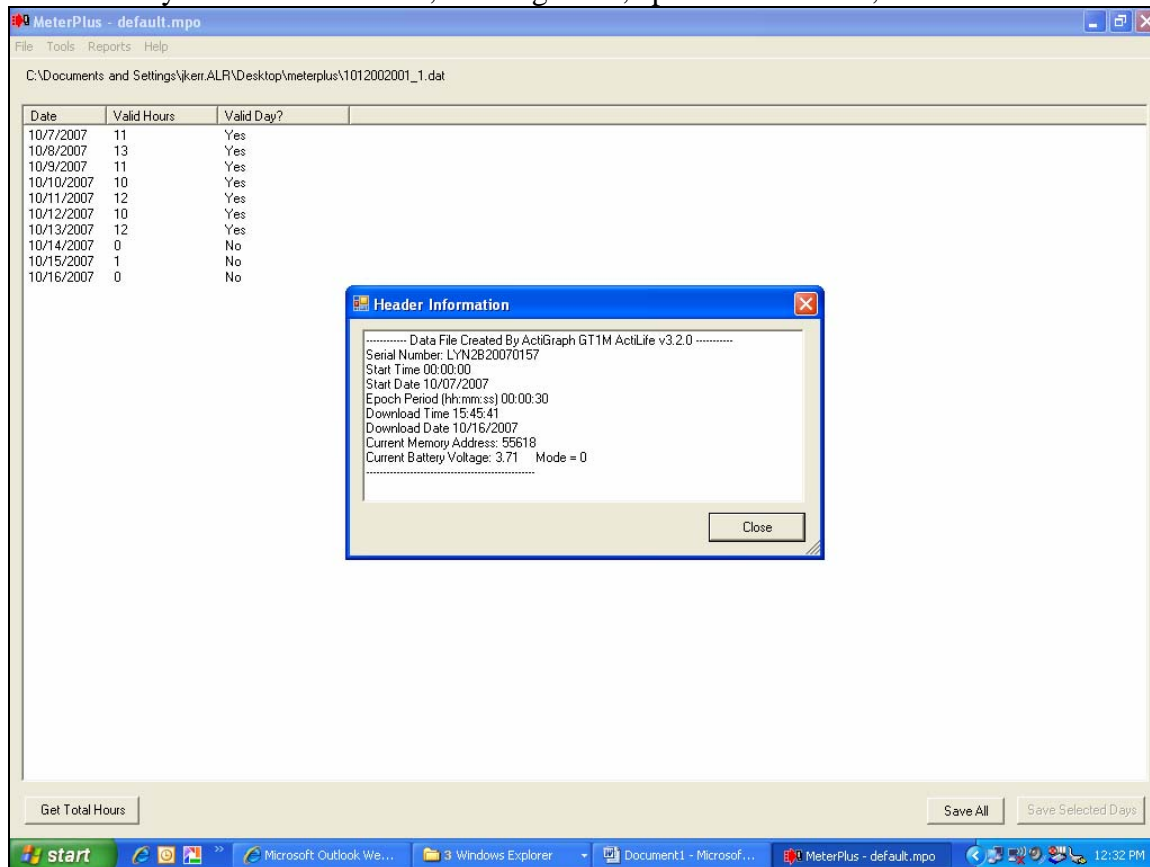 MeterPlus - default.mpo
File Tools Reports Help
C:\Documents and Settings\jkerr.ALR\Desktop\meterplus\1012002001_1.dat
Date Valid Hours Valid Day?
10/7/2007 11 Yes
10/8/2007 13 Yes
10/9/2007 11 Yes
10/10/2007 10 Yes
10/11/2007 12 Yes
10/12/2007 10 Yes
10/13/2007 12 Yes
10/14/2007 0 No
10/15/2007 1 No
10/16/2007 0 No
Header Information
----------- Data File Created By ActiGraph GT1M ActiLife v3.2.0 -----------
Serial Number: LYN2B20070157
Start Time 00:00:00
Start Date 10/07/2007
Epoch Period (hh:mm:ss) 00:00:30
Download Time 15:45:41
Download Date 10/16/2007
Current Memory Address: 55618
Current Battery Voltage: 3.71 Mode = 0
--------------------------------------------------
Close
Get Total Hours Save All Save Selected Days
start Microsoft Outlook We... 3 Windows Explorer Document1 - Microsof... MeterPlus - default.mpo 12:32 PM